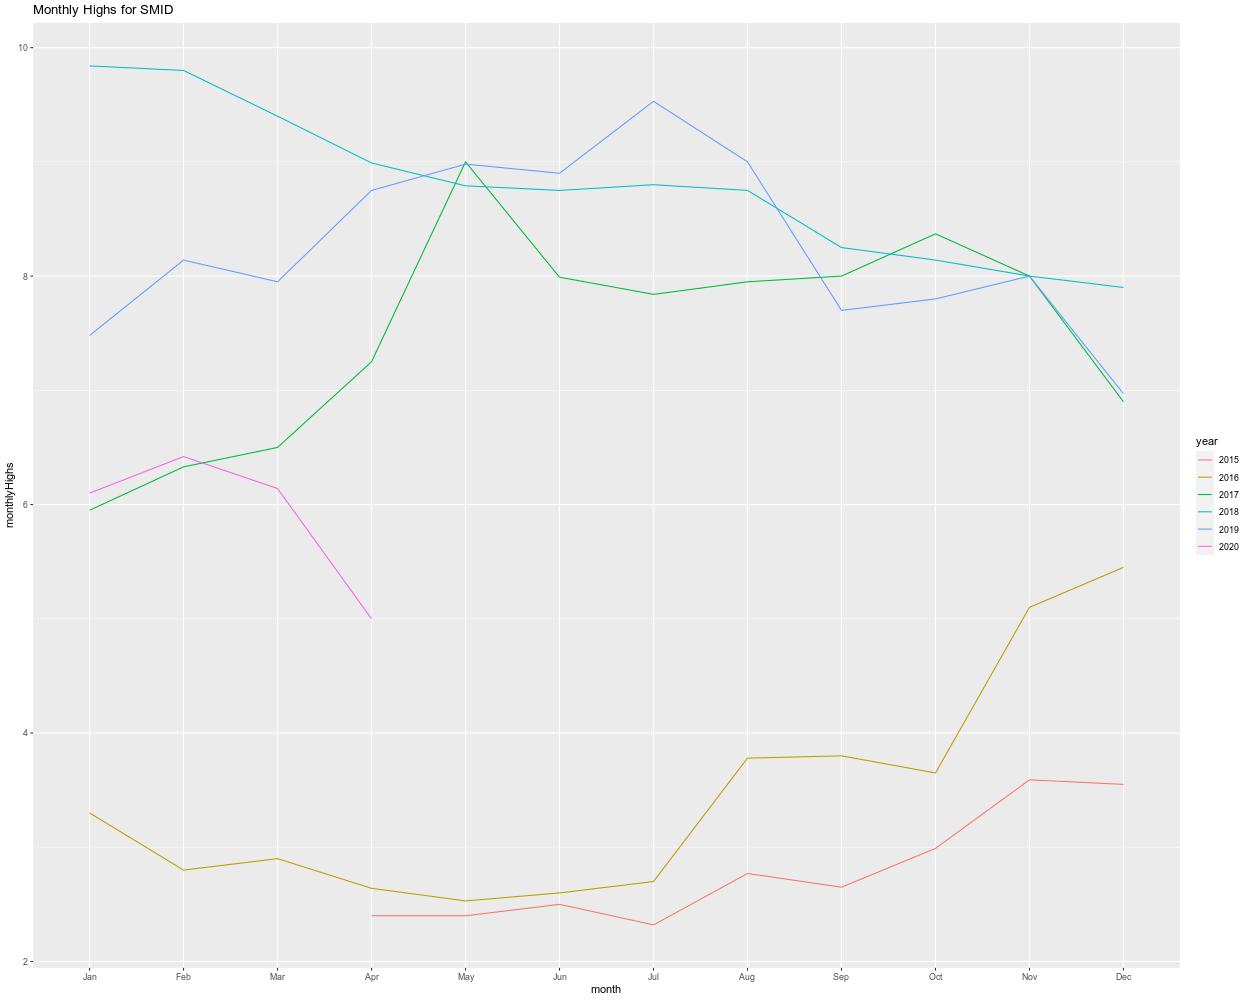 Monthly Highs for SMID
10
8
6
4
2
monthlyHighs
Jan
Feb
Mar
Apr
May
Jun
Jul
Aug
Sep
Oct
Nov
Dec
month
year
2015
2016
2017
2018
2019
2020